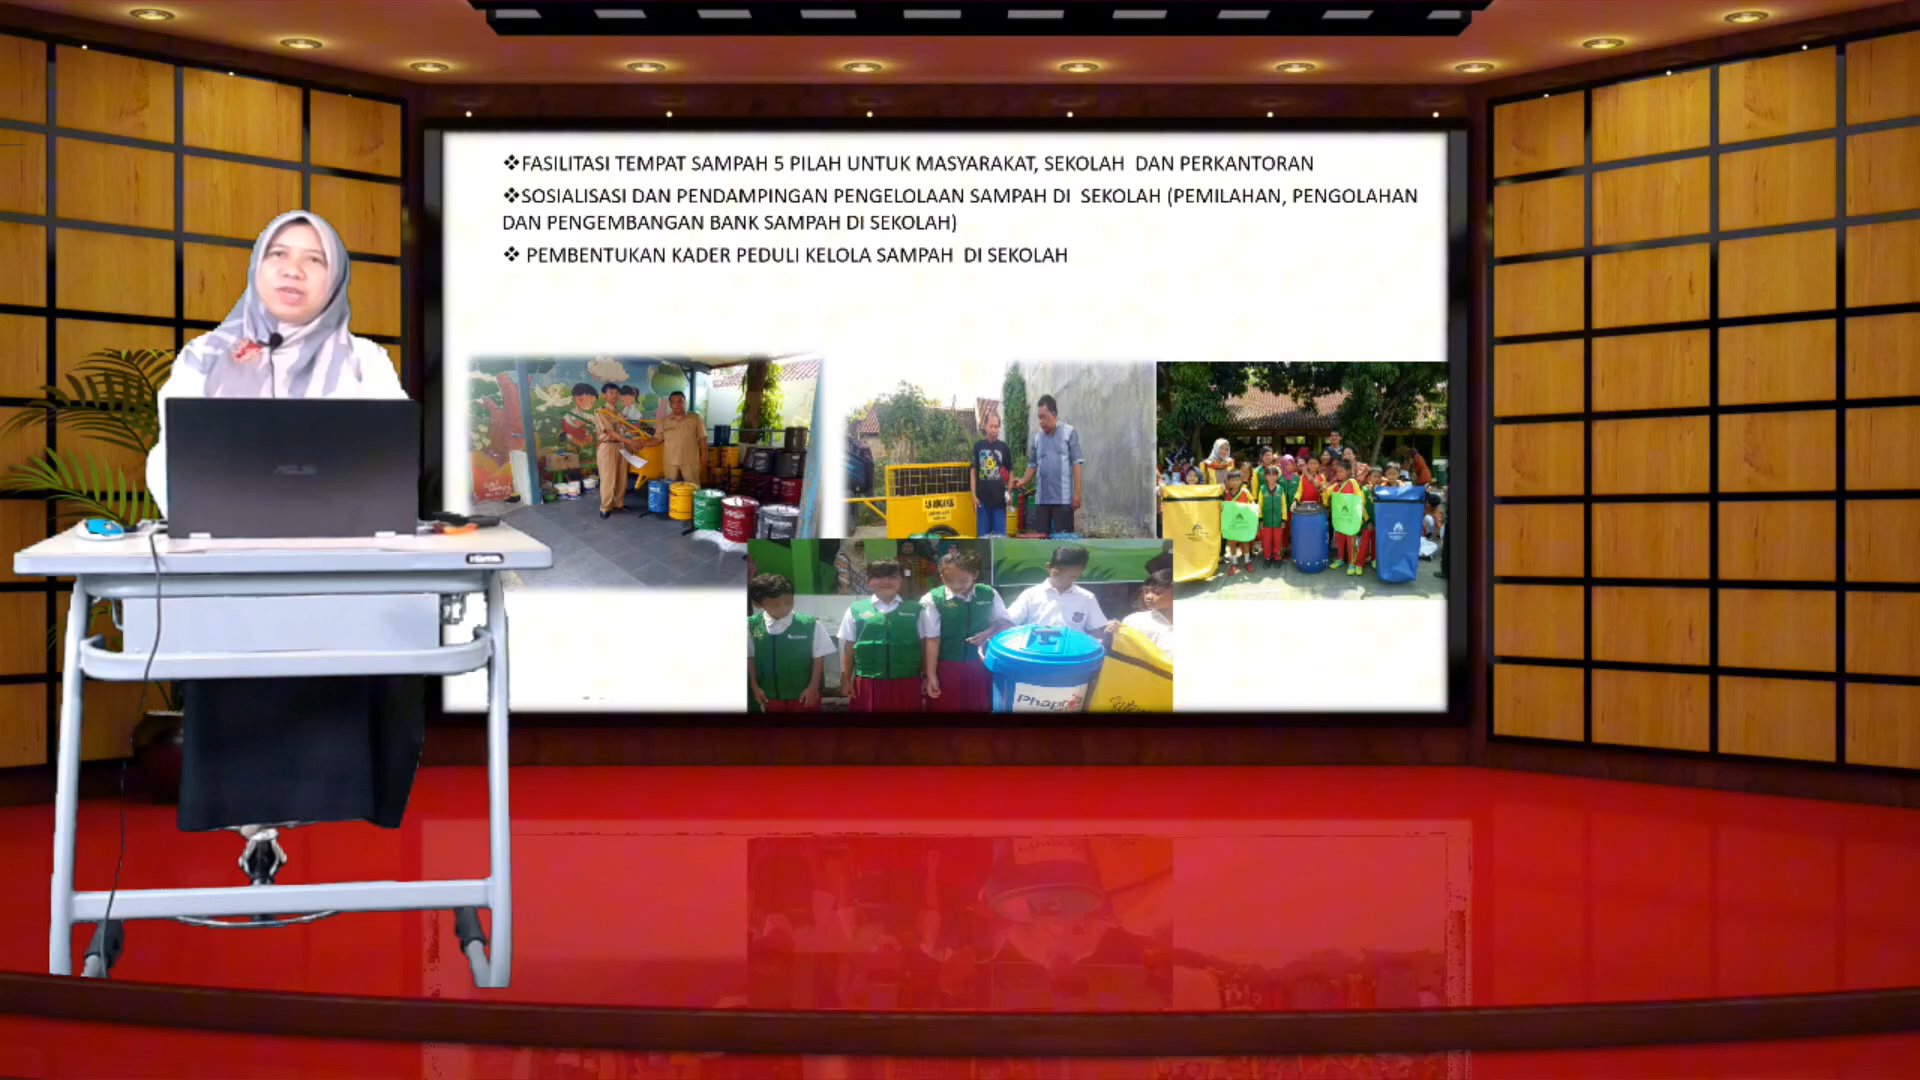 ❖FASILITASI TEMPAT SAMPAH 5 PILAH UNTUK MASYARAKAT, SEKOLAH DAN PERKANTORAN
❖SOSIALISASI DAN PENDAMPINGAN PENGELOLAAN SAMPAH DI SEKOLAH (PEMILAHAN, PENGOLAHAN
DAN PENGEMBANGAN BANK SAMPAH DI SEKOLAH)
❖ PEMBENTUKAN KADER PEDULI KELOLA SAMPAH DI SEKOLAH
ASUS